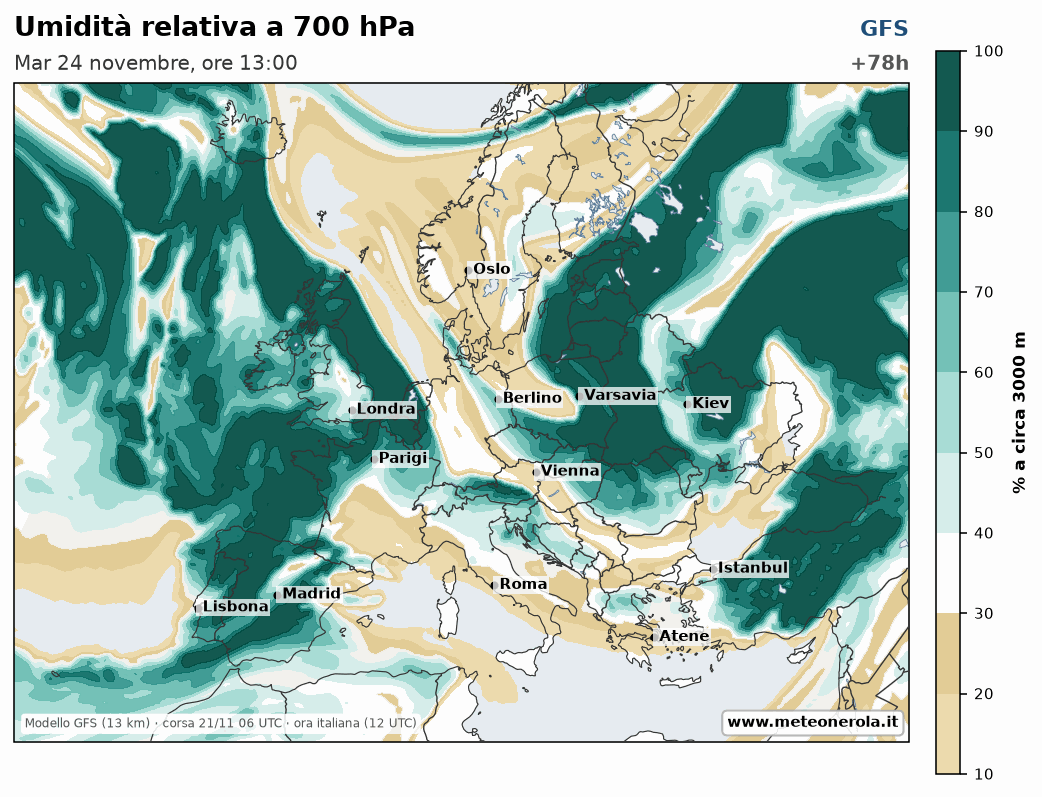 Umidità relativa a 700 hPa
GFS
Mar 24 novembre, ore 13:00
+78h
100
90
80
70
60
50
40
30
20
10
% a circa 3000 m
Oslo
Berlino
Varsavia
Kiev
Londra
Parigi
Vienna
Istanbul
Roma
Madrid
Lisbona
Atene
Modello GFS (13 km) · corsa 21/11 06 UTC · ora italiana (12 UTC)
www.meteonerola.it